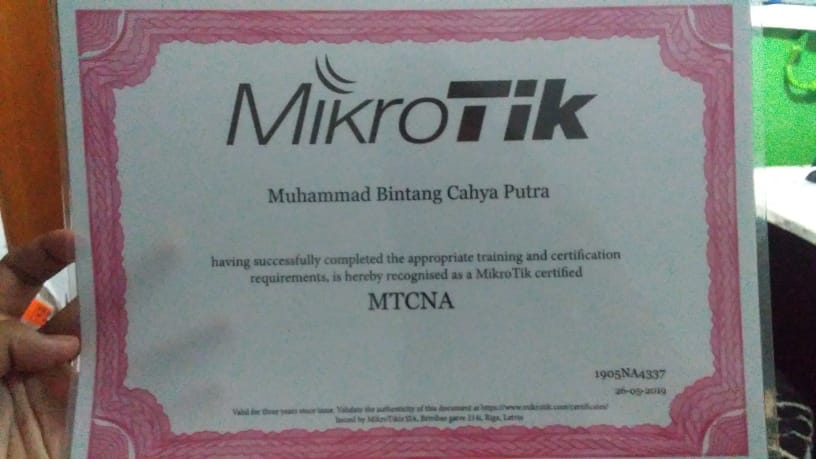 MikroTik
Muhammad Bintang Cahya Putra
having successfully completed the appropriate training and certification
requirements, is hereby recognised as a MikroTik certified
MTCNA
1905NA4337
26-05-2019
Valid for three years since issue. Validate the authenticity of this document at https://www.mikrotik.com/certificates/
Issued by MikroTikls SIA, Brivibas gatve 214i, Riga, Latvia